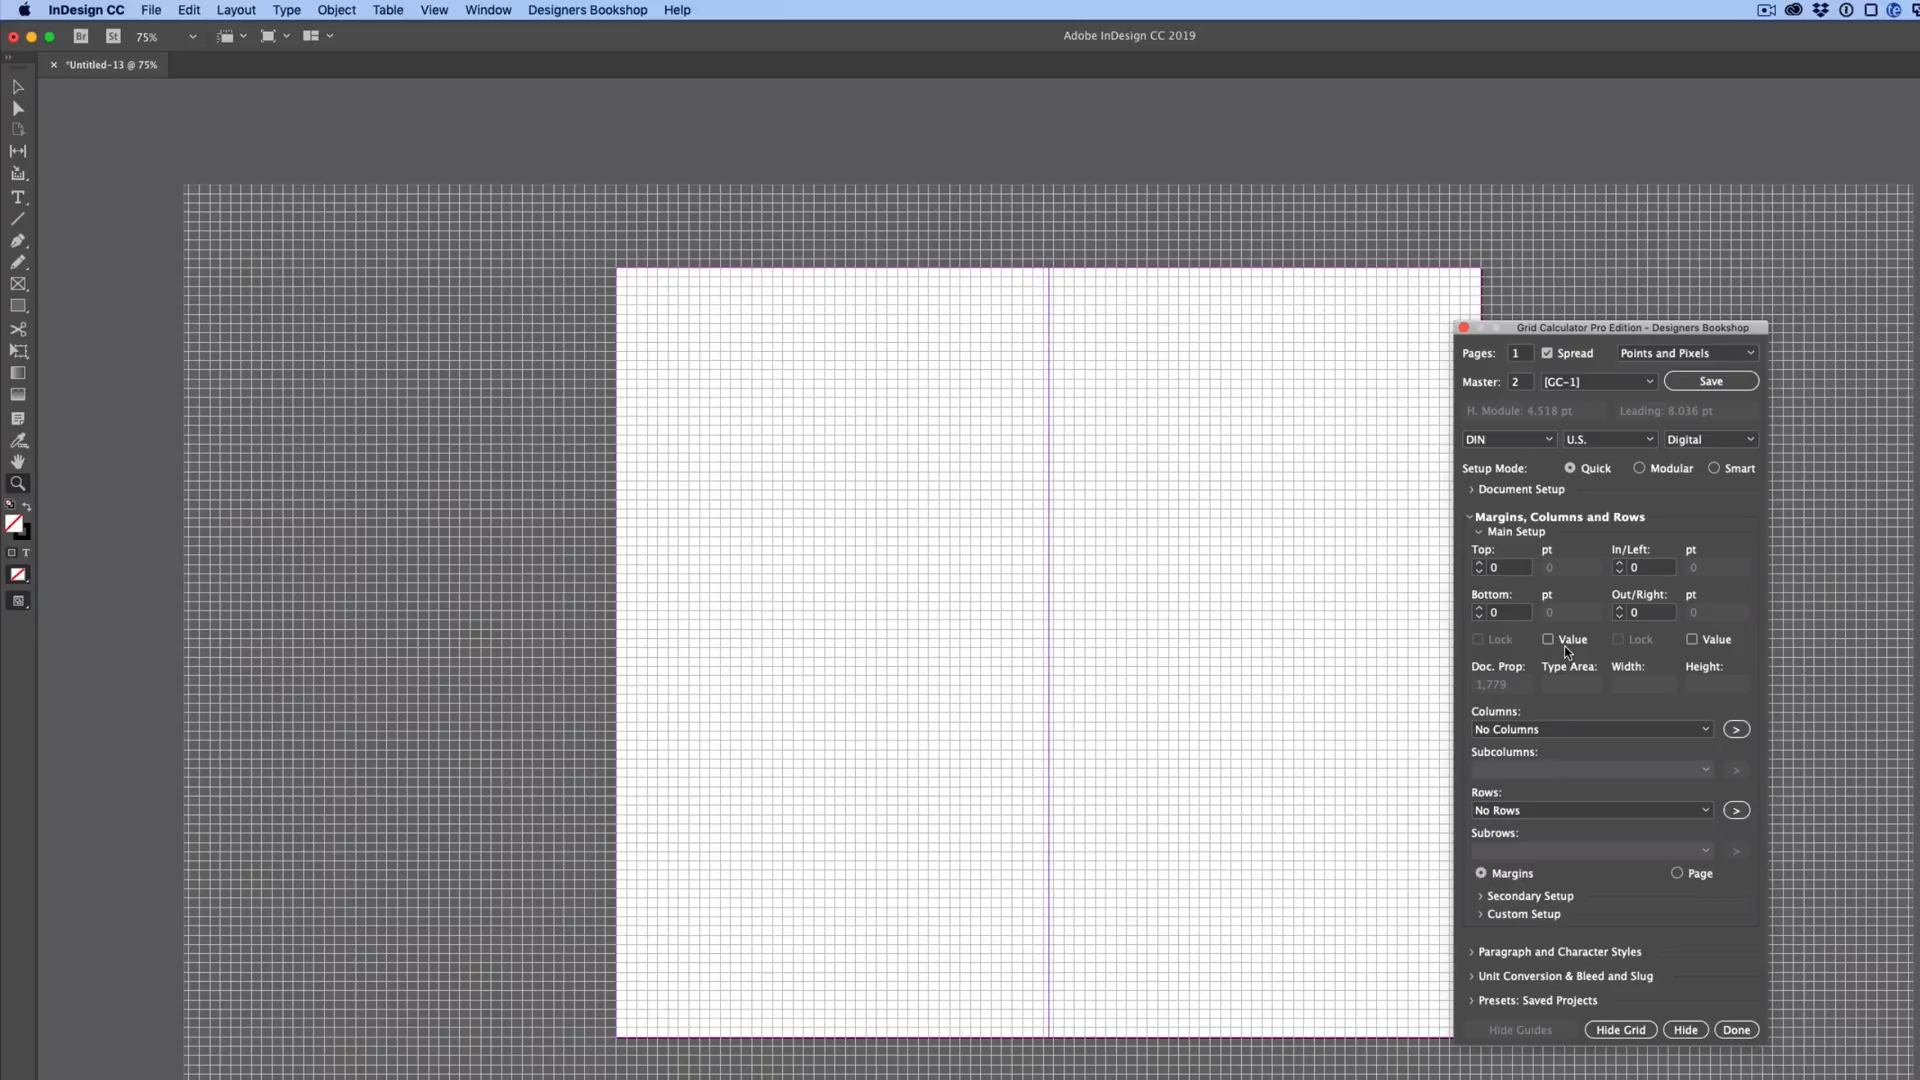 InDesign CC File Edit Layout Type Object Table View Window Designers Bookshop Help
Br St 75% Adobe InDesign CC 2019
*Untitled-13 @ 75%
Grid Calculator Pro Edition - Designers Bookshop
Pages: 1 Spread Points and Pixels
Master: 2 [GC-1] Save
H. Module: 4.518 pt Leading: 8.036 pt
DIN U.S. Digital
Setup Mode: Quick Modular Smart
Document Setup
Margins, Columns and Rows
Main Setup
Top: pt In/Left: pt
0 0 0 0
Bottom: pt Out/Right: pt
0 0 0 0
Lock Value Lock Value
Doc. Prop: Type Area: Width: Height:
1,779
Columns:
No Columns >
Subcolumns:
>
Rows:
No Rows >
Subrows:
>
Margins Page
Secondary Setup
Custom Setup
Paragraph and Character Styles
Unit Conversion & Bleed and Slug
Presets: Saved Projects
Hide Guides Hide Grid Hide Done